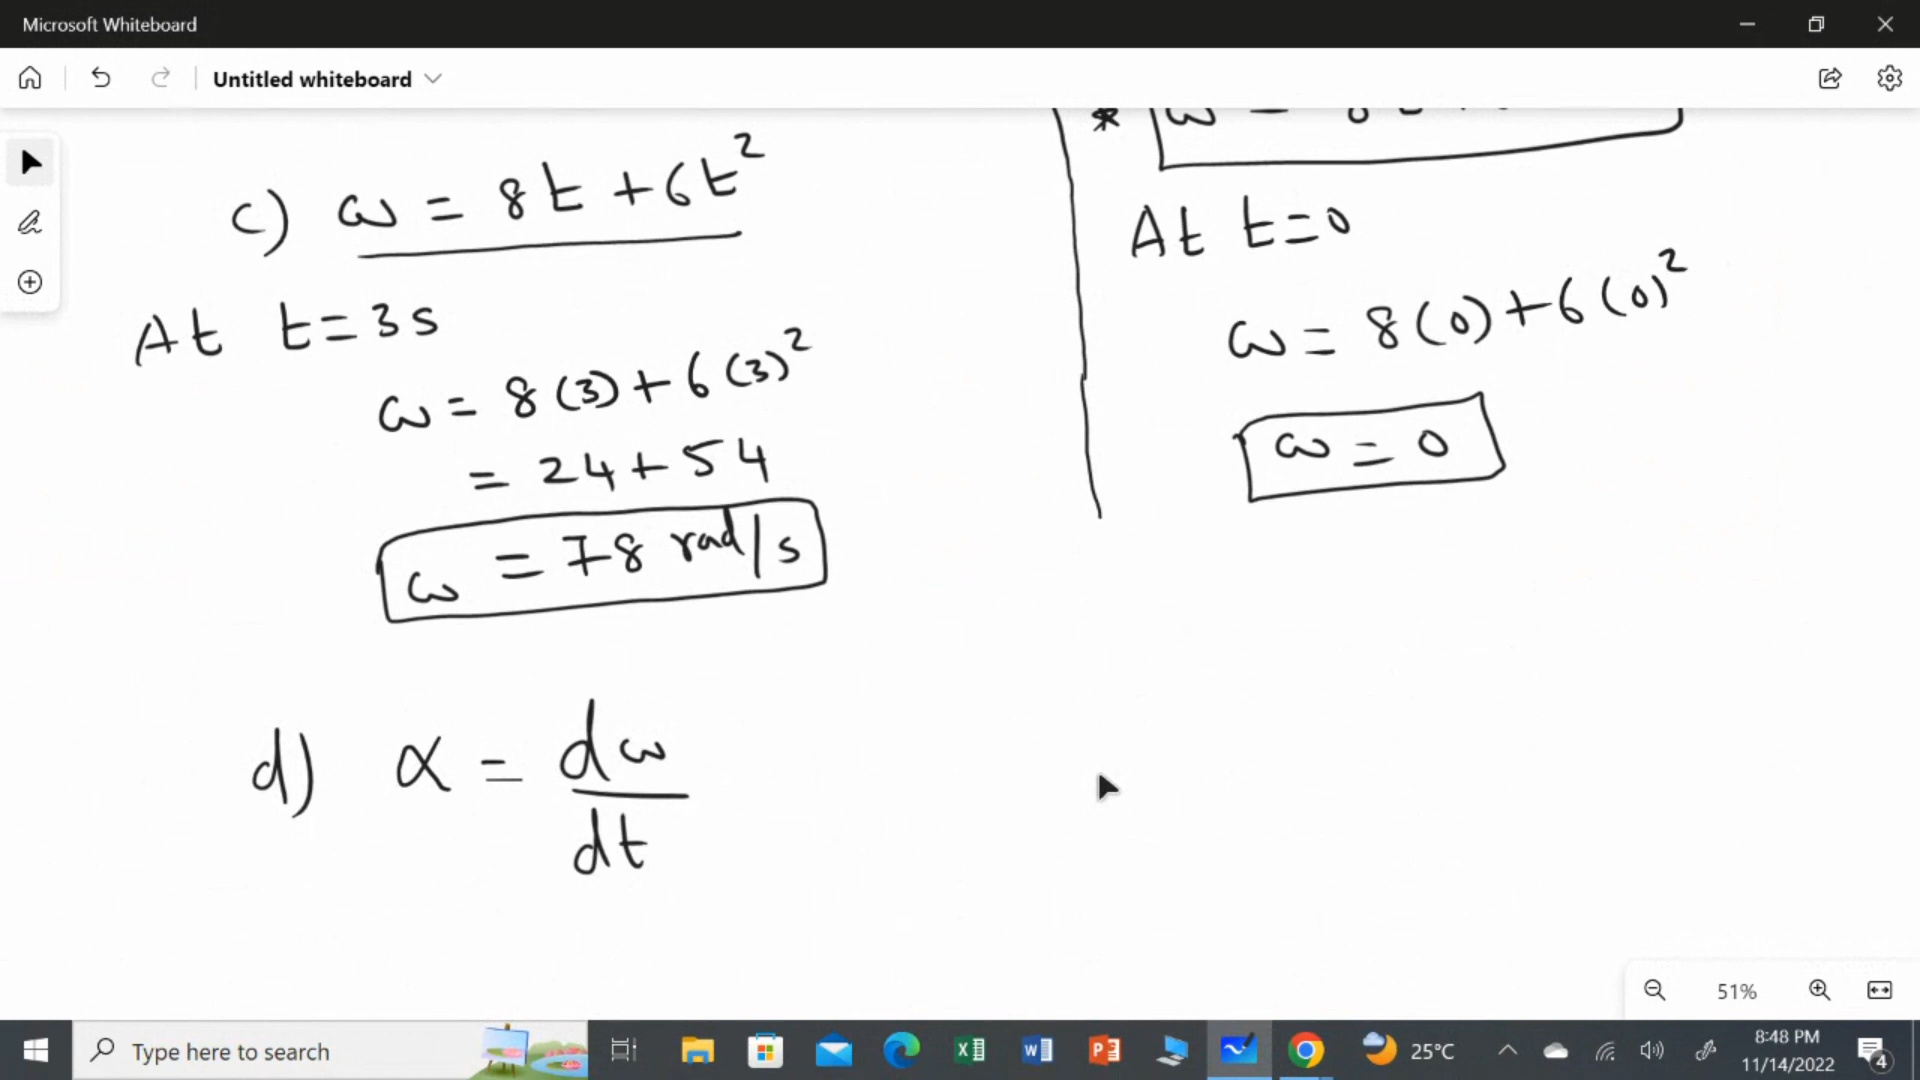 Microsoft Whiteboard
Untitled whiteboard
c) ω = 8t + 6t²
At t = 3s
ω = 8(3) + 6(3)²
= 24 + 54
ω = 78 rad/s
d) α = dω
dt
* ω =
At t = 0
ω = 8(0) + 6(0)²
ω = 0
51%
Type here to search
25°C
8:48 PM
11/14/2022
4